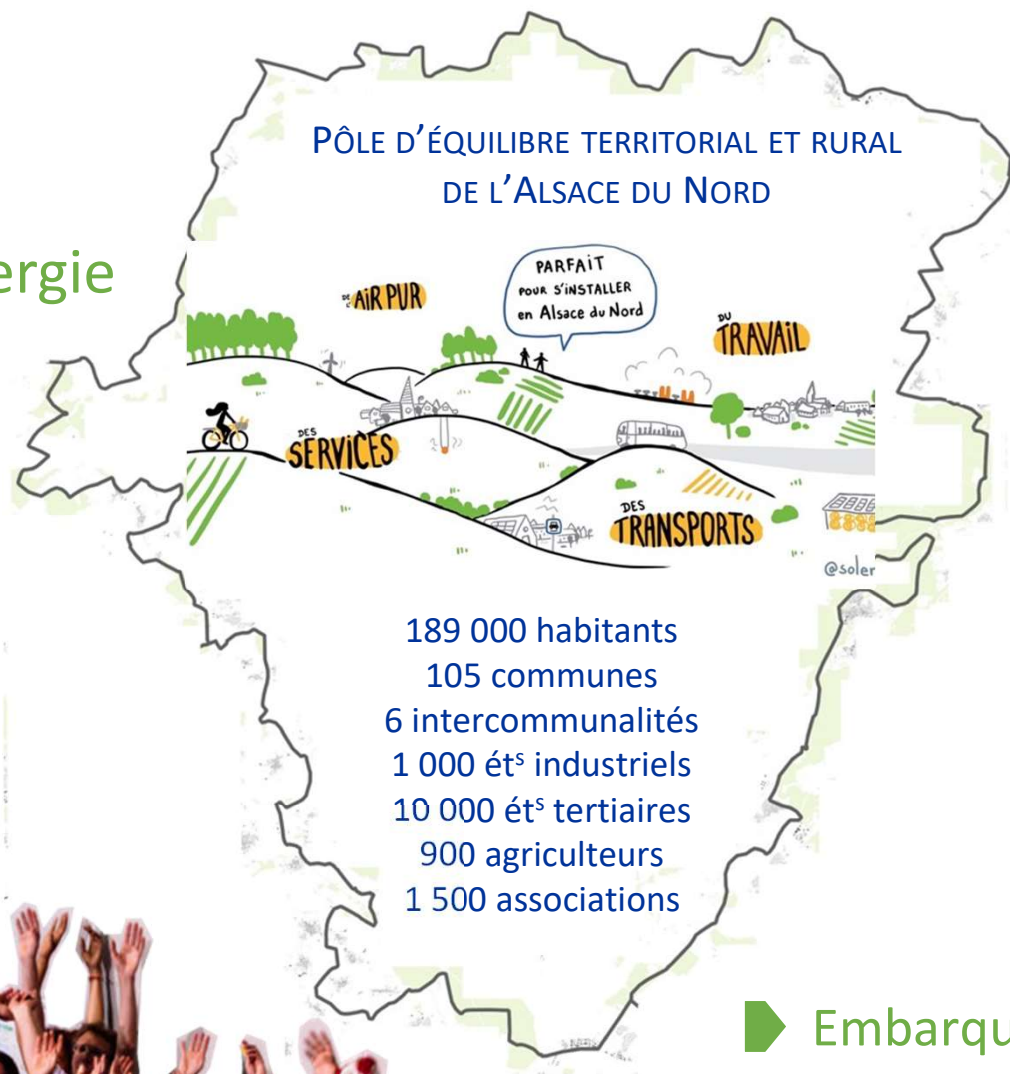 PÔLE D'ÉQUILIBRE TERRITORIAL ET RURAL
DE L'ALSACE DU NORD
ergie
DE L'AIR PUR
PARFAIT
POUR S'INSTALLER
en Alsace du Nord
DU
TRAVAIL
DES
SERVICES
DES
TRANSPORTS
@soler
189 000 habitants
105 communes
6 intercommunalités
1 000 étˢ industriels
10 000 étˢ tertiaires
900 agriculteurs
1 500 associations
Embarqu